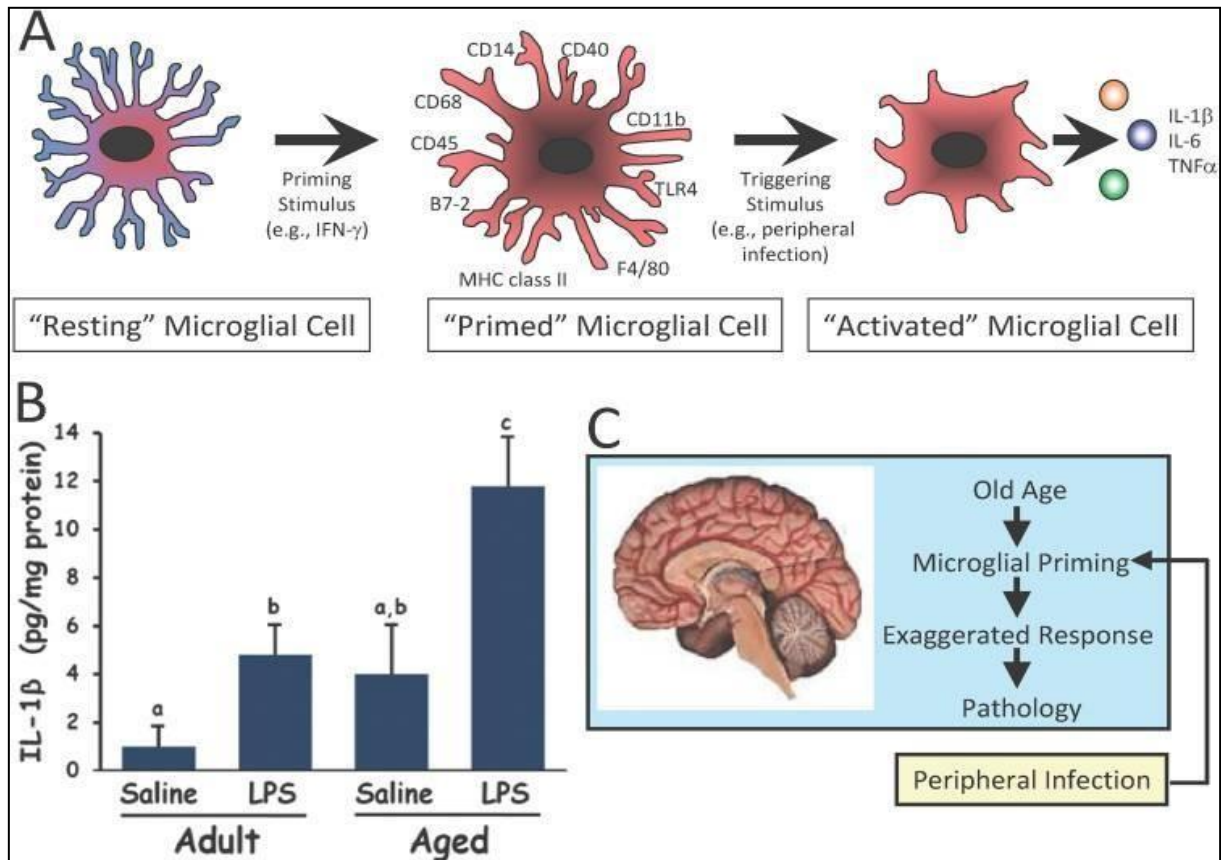 A
CD14
CD40
CD68
CD11b
CD45
TLR4
B7-2
F4/80
MHC class II
Priming
Stimulus
(e.g., IFN-γ)
Triggering
Stimulus
(e.g., peripheral
infection)
IL-1β
IL-6
TNFα
"Resting" Microglial Cell
"Primed" Microglial Cell
"Activated" Microglial Cell
B
IL-1β (pg/mg protein)
14
12
10
8
6
4
2
0
a
b
a,b
c
Saline LPS Saline LPS
Adult Aged
C
Old Age
Microglial Priming
Exaggerated Response
Pathology
Peripheral Infection